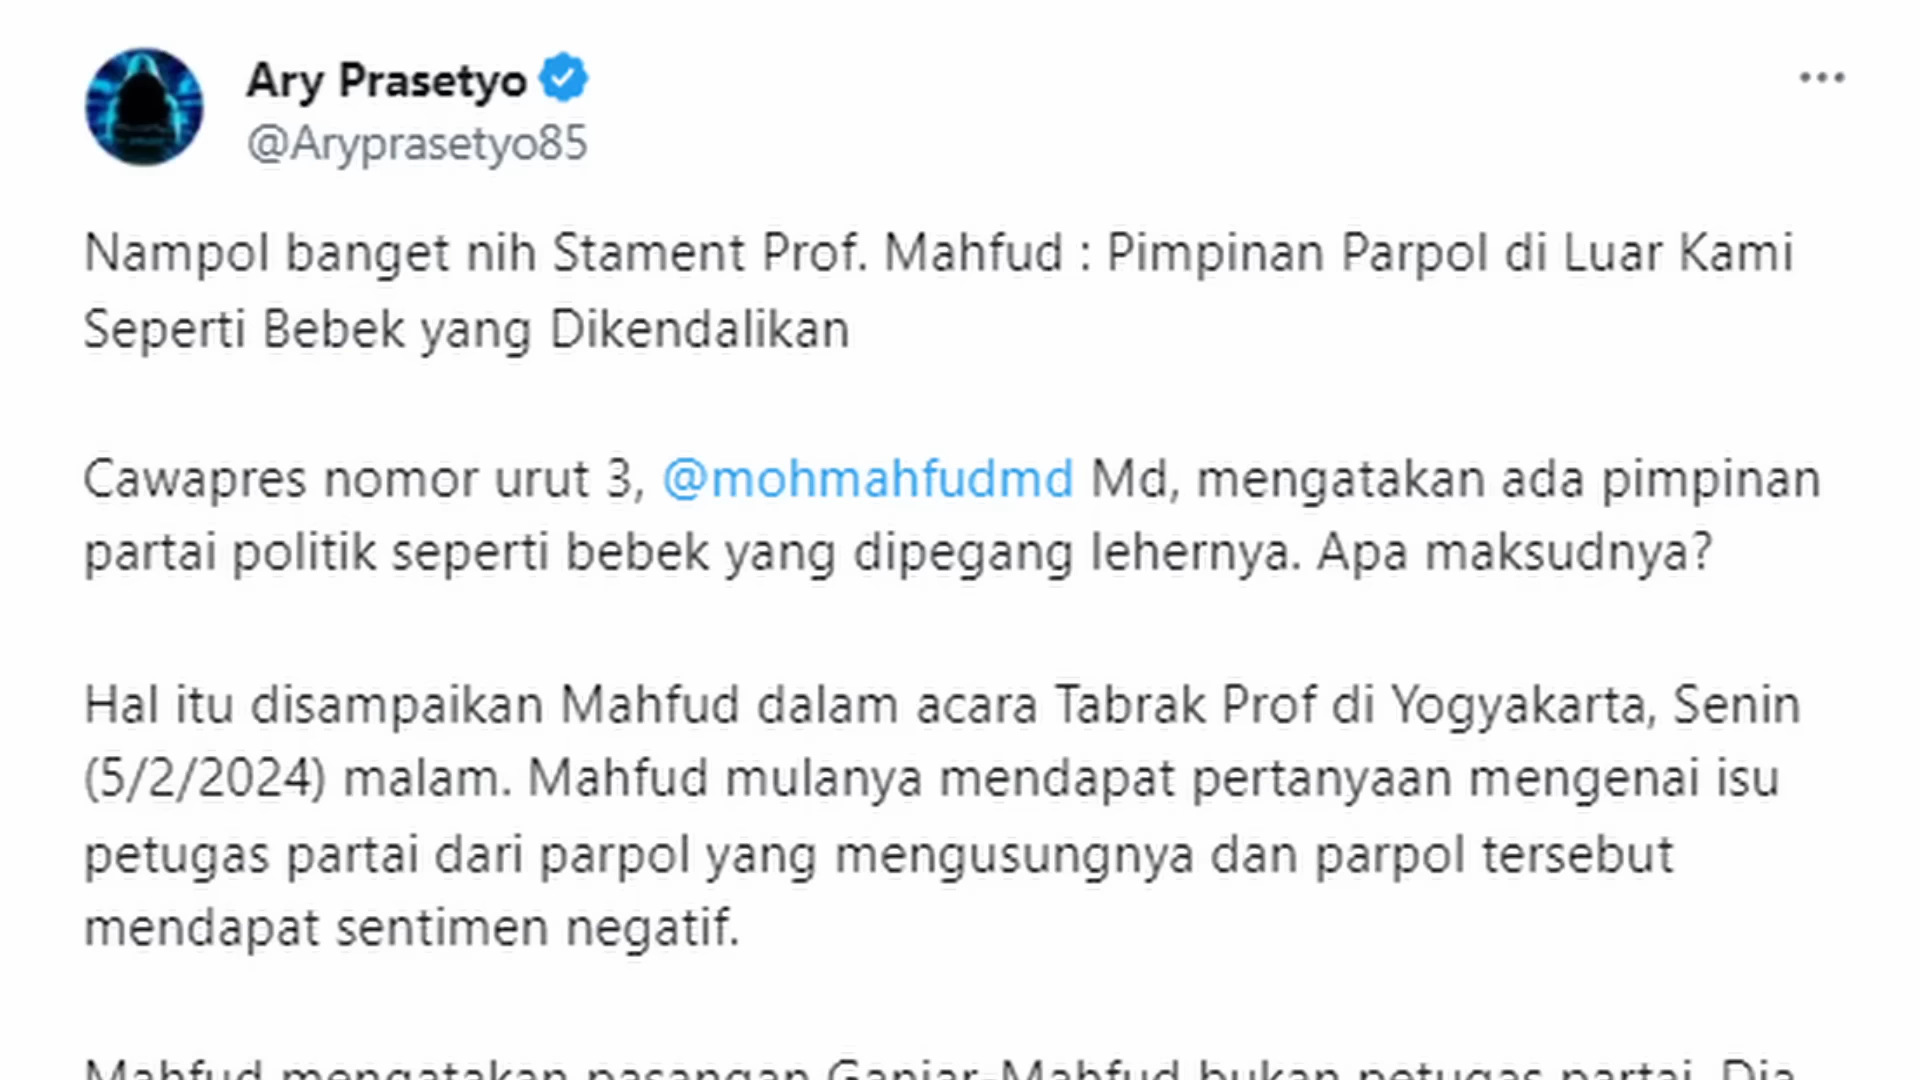 Ary Prasetyo
@Aryprasetyo85
Nampol banget nih Stament Prof. Mahfud : Pimpinan Parpol di Luar Kami
Seperti Bebek yang Dikendalikan
Cawapres nomor urut 3, @mohmahfudmd Md, mengatakan ada pimpinan
partai politik seperti bebek yang dipegang lehernya. Apa maksudnya?
Hal itu disampaikan Mahfud dalam acara Tabrak Prof di Yogyakarta, Senin
(5/2/2024) malam. Mahfud mulanya mendapat pertanyaan mengenai isu
petugas partai dari parpol yang mengusungnya dan parpol tersebut
mendapat sentimen negatif.
Mahfud mengatakan pasangan Ganjar-Mahfud bukan petugas partai. Dia